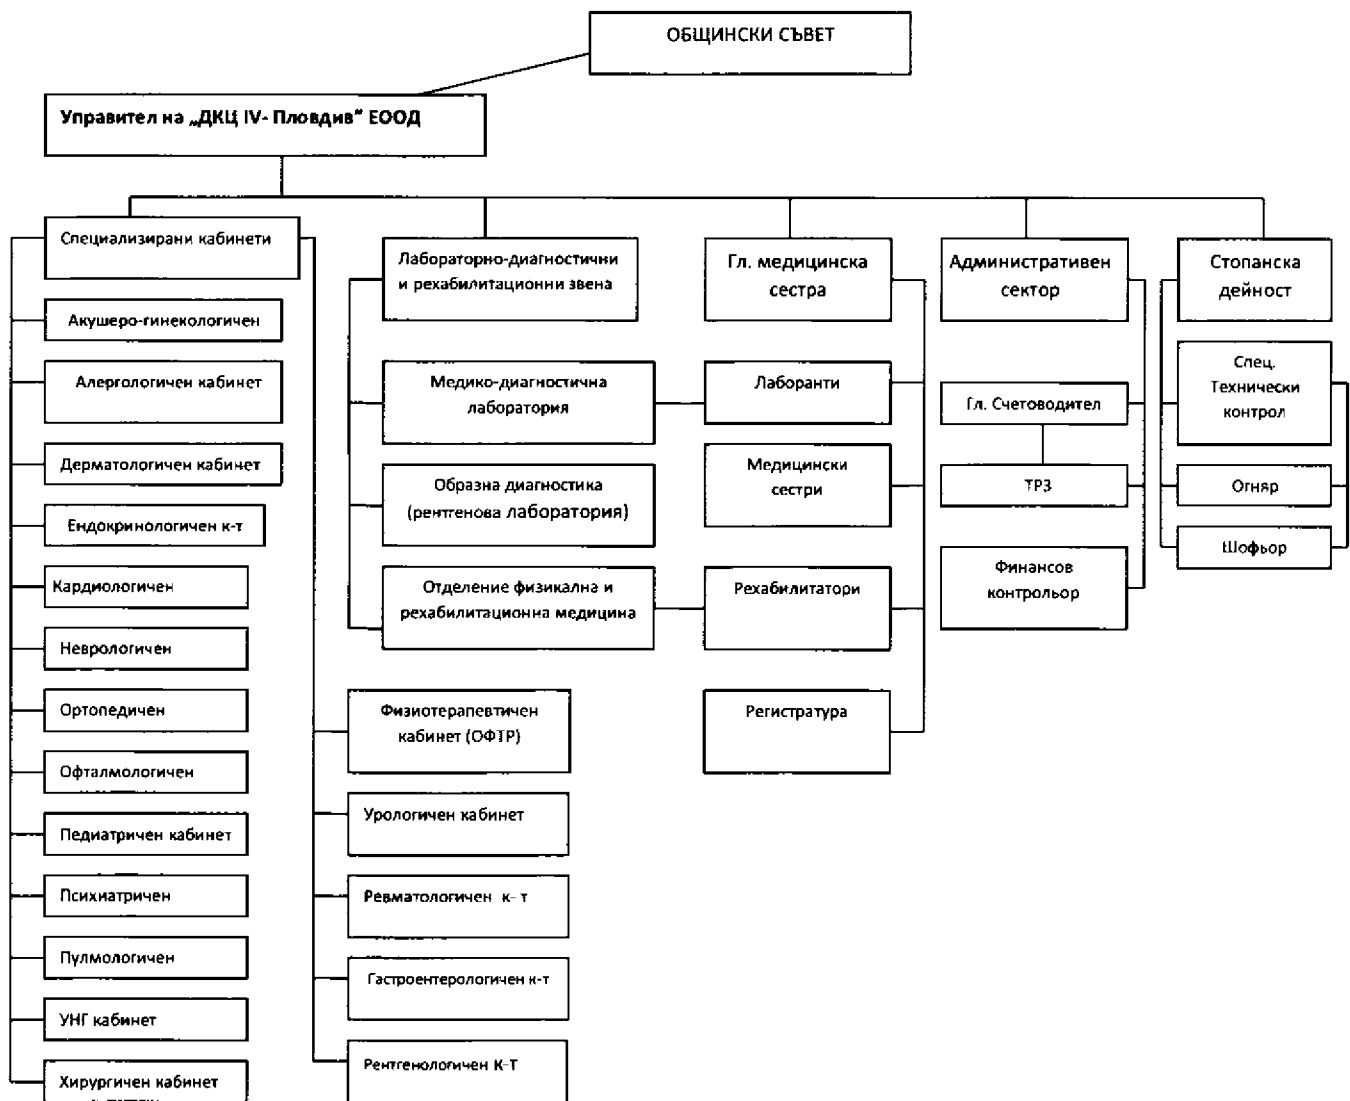 ОБЩИНСКИ СЪВЕТ
Управител на „ДКЦ IV- Пловдив" ЕООД
Специализирани кабинети
Акушеро-гинекологичен
Алергологичен кабинет
Дерматологичен кабинет
Ендокринологичен к-т
Кардиологичен
Неврологичен
Ортопедичен
Офталмологичен
Педиатричен кабинет
Психиатричен
Пулмологичен
УНГ кабинет
Хирургичен кабинет
Физиотерапевтичен
кабинет (ОФТР)
Урологичен кабинет
Ревматологичен к- т
Гастроентерологичен к-т
Рентгенологичен К-Т
Лабораторно-диагностични
и рехабилитационни звена
Медико-диагностична
лаборатория
Образна диагностика
(рентгенова лаборатория)
Отделение физикална и
рехабилитационна медицина
Гл. медицинска
сестра
Лаборанти
Медицински
сестри
Рехабилитатори
Регистратура
Административен
сектор
Гл. Счетоводител
ТРЗ
Финансов
контрольор
Стопанска
дейност
Спец.
Технически
контрол
Огняр
Шофьор